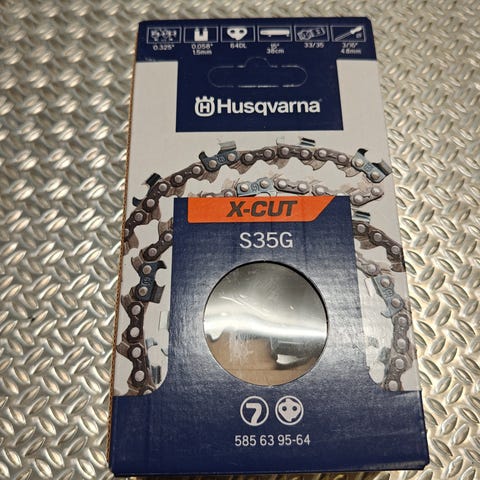 0.325" 0.058" 64DL 15" 33/35 3/16"
1.5mm 38cm 4.8mm
Husqvarna
X-CUT
S35G
585 63 95-64